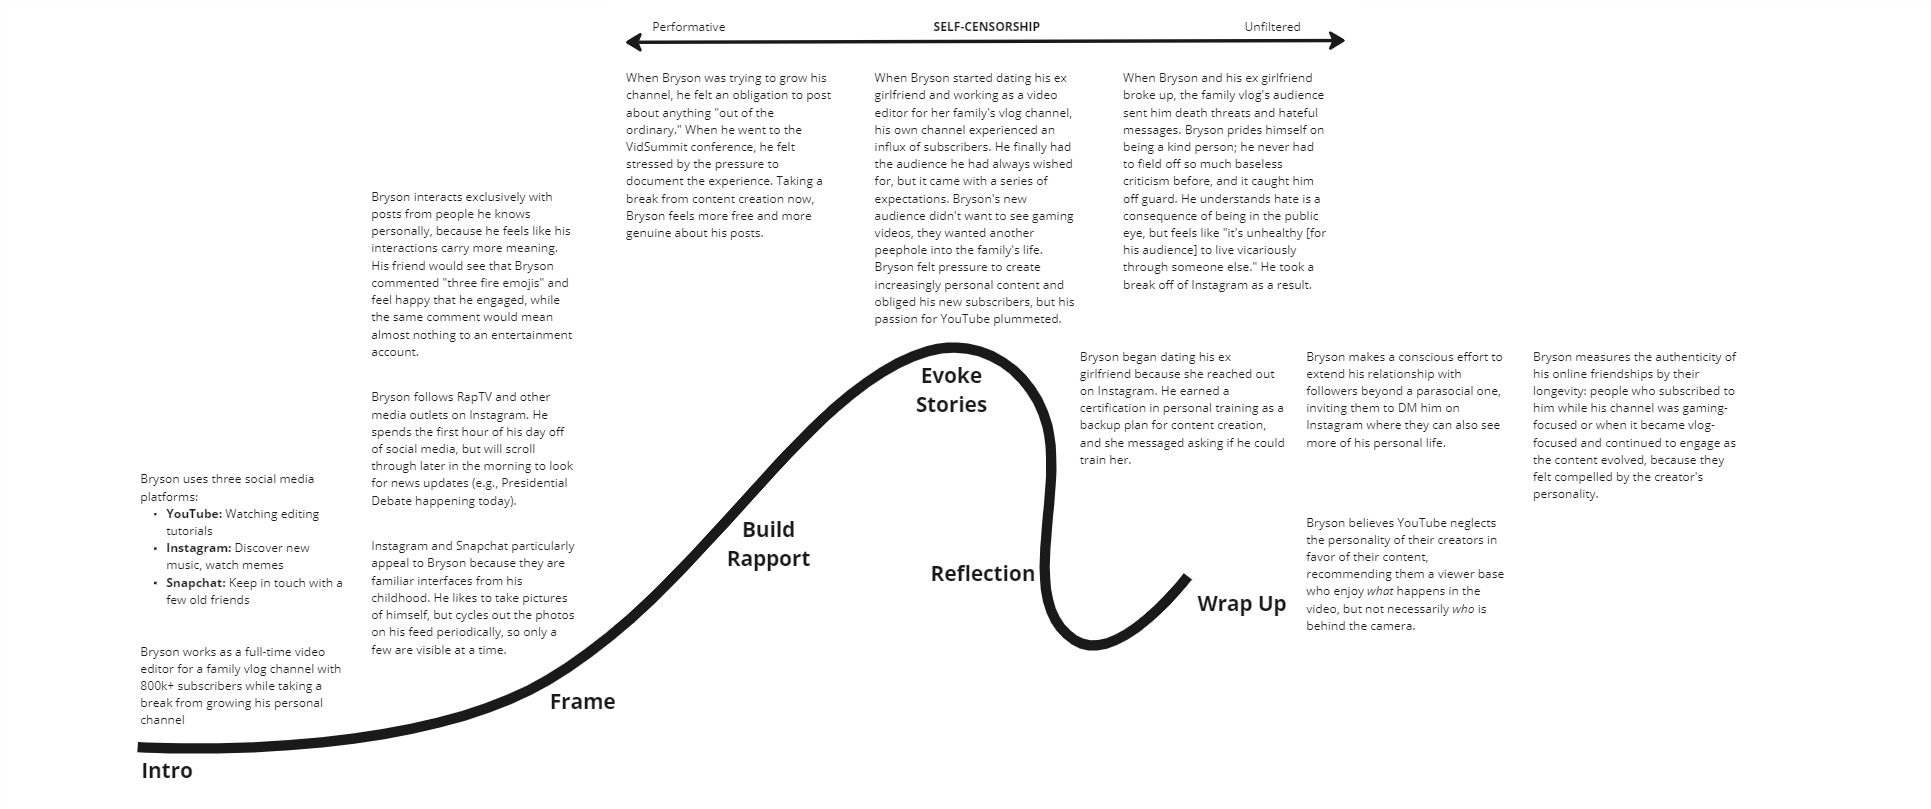 Performative
SELF-CENSORSHIP
Unfiltered
When Bryson was trying to grow his
channel, he felt an obligation to post
about anything "out of the
ordinary." When he went to the
VidSummit conference, he felt
stressed by the pressure to
document the experience. Taking a
break from content creation now,
Bryson feels more free and more
genuine about his posts.
When Bryson started dating his ex
girlfriend and working as a video
editor for her family's vlog channel,
his own channel experienced an
influx of subscribers. He finally had
the audience he had always wished
for, but it came with a series of
expectations. Bryson's new
audience didn't want to see gaming
videos, they wanted another
peephole into the family's life.
Bryson felt pressure to create
increasingly personal content and
obliged his new subscribers, but his
passion for YouTube plummeted.
When Bryson and his ex girlfriend
broke up, the family vlog's audience
sent him death threats and hateful
messages. Bryson prides himself on
being a kind person; he never had
to field off so much baseless
criticism before, and it caught him
off guard. He understands hate is a
consequence of being in the public
eye, but feels like "it's unhealthy [for
his audience] to live vicariously
through someone else." He took a
break off of Instagram as a result.
Bryson interacts exclusively with
posts from people he knows
personally, because he feels like his
interactions carry more meaning.
His friend would see that Bryson
commented "three fire emojis" and
feel happy that he engaged, while
the same comment would mean
almost nothing to an entertainment
account.
Bryson follows RapTV and other
media outlets on Instagram. He
spends the first hour of his day off
of social media, but will scroll
through later in the morning to look
for news updates (e.g., Presidential
Debate happening today).
Instagram and Snapchat particularly
appeal to Bryson because they are
familiar interfaces from his
childhood. He likes to take pictures
of himself, but cycles out the photos
on his feed periodically, so only a
few are visible at a time.
Bryson uses three social media
platforms:
• YouTube: Watching editing
tutorials
• Instagram: Discover new
music, watch memes
• Snapchat: Keep in touch with a
few old friends
Bryson works as a full-time video
editor for a family vlog channel with
800k+ subscribers while taking a
break from growing his personal
channel
Intro
Frame
Build
Rapport
Evoke
Stories
Reflection
Wrap Up
Bryson began dating his ex
girlfriend because she reached out
on Instagram. He earned a
certification in personal training as a
backup plan for content creation,
and she messaged asking if he could
train her.
Bryson makes a conscious effort to
extend his relationship with
followers beyond a parasocial one,
inviting them to DM him on
Instagram where they can also see
more of his personal life.
Bryson measures the authenticity of
his online friendships by their
longevity: people who subscribed to
him while his channel was gaming-
focused or when it became vlog-
focused and continued to engage as
the content evolved, because they
felt compelled by the creator's
personality.
Bryson believes YouTube neglects
the personality of their creators in
favor of their content,
recommending them a viewer base
who enjoy what happens in the
video, but not necessarily who is
behind the camera.